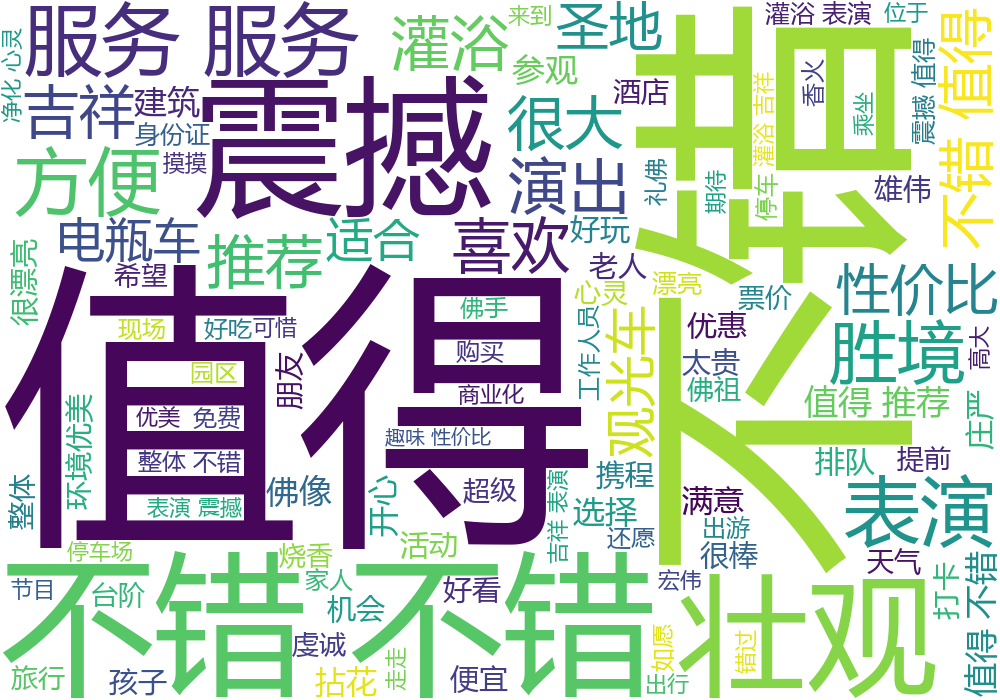 净化 心灵
服务 服务
灌浴
来到
圣地
灌浴 表演
位于
参观
香火
不错 值得
吉祥
建筑
身份证
摸摸
震撼
很大
酒店
灌浴 吉祥
乘坐
震撼 值得
方便
演出
礼佛
期待
停车
雄伟
不错
很漂亮
电瓶车
推荐
适合
喜欢
好玩
老人
希望
心灵
漂亮
票价
性价比
值得
现场
好吃
可惜
佛手
工作人员
观光车
优惠
胜境
高大
园区
朋友
购买
太贵
佛祖
环境优美
优美
免费
商业化
值得 推荐
庄严
整体 不错
趣味 性价比
排队
提前
整体
表演 震撼
佛像
开心
超级
吉祥 表演
携程
选择
满意
表演
停车场
烧香
活动
还愿
出游
很棒
天气
不错 不错
节目
台阶
家人
机会
好看
宏伟
壮观
打卡
值得 不错
旅行
孩子
虔诚
拈花
走走
便宜
如愿
出行
错过